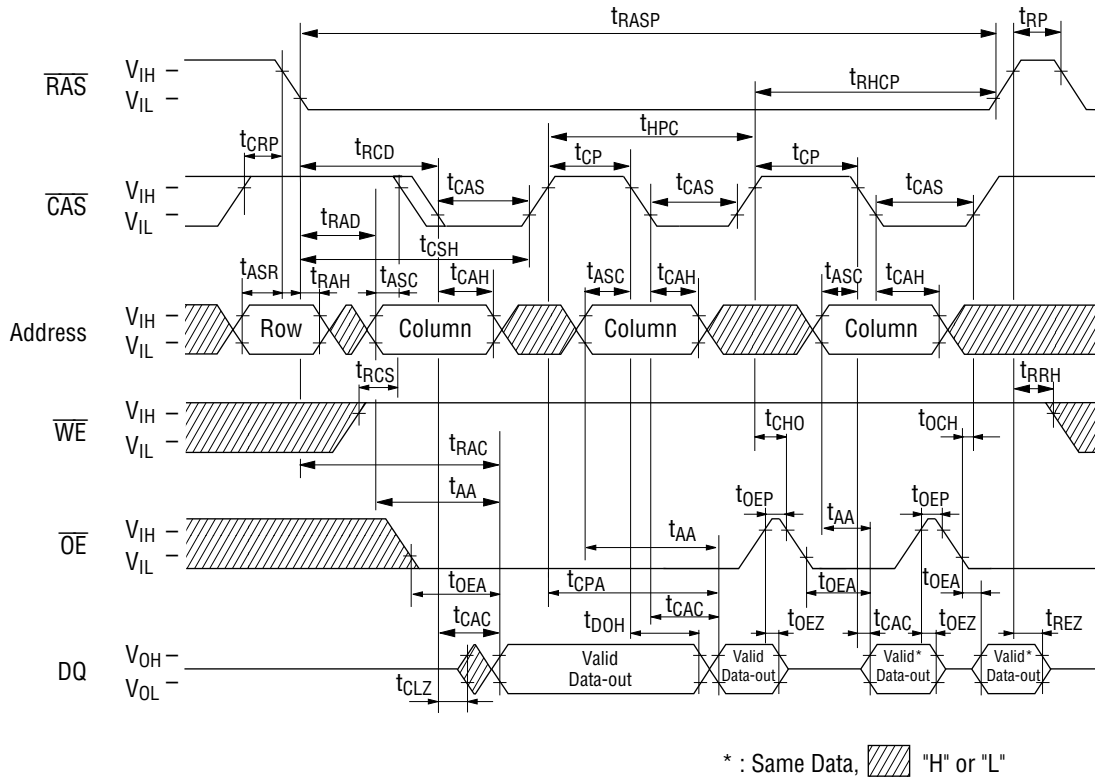 tRASP
tRP
RAS
VIH
VIL
tRHCP
tHPC
tCRP
tRCD
tCP
tCP
CAS
VIH
VIL
tCAS
tCAS
tCAS
tRAD
tCSH
tASR
tRAH
tASC
tCAH
tASC
tCAH
tASC
tCAH
Address
VIH
VIL
Row
Column
Column
Column
tRCS
tRRH
WE
VIH
VIL
tCHO
tOCH
tRAC
tAA
tOEP
tOEP
OE
VIH
VIL
tAA
tAA
tOEA
tCPA
tOEA
tOEA
tCAC
tCAC
tDOH
tOEZ
tCAC
tOEZ
tREZ
DQ
VOH
VOL
Valid
Data-out
Valid
Data-out
Valid*
Data-out
Valid*
Data-out
tCLZ
* : Same Data, "H" or "L"